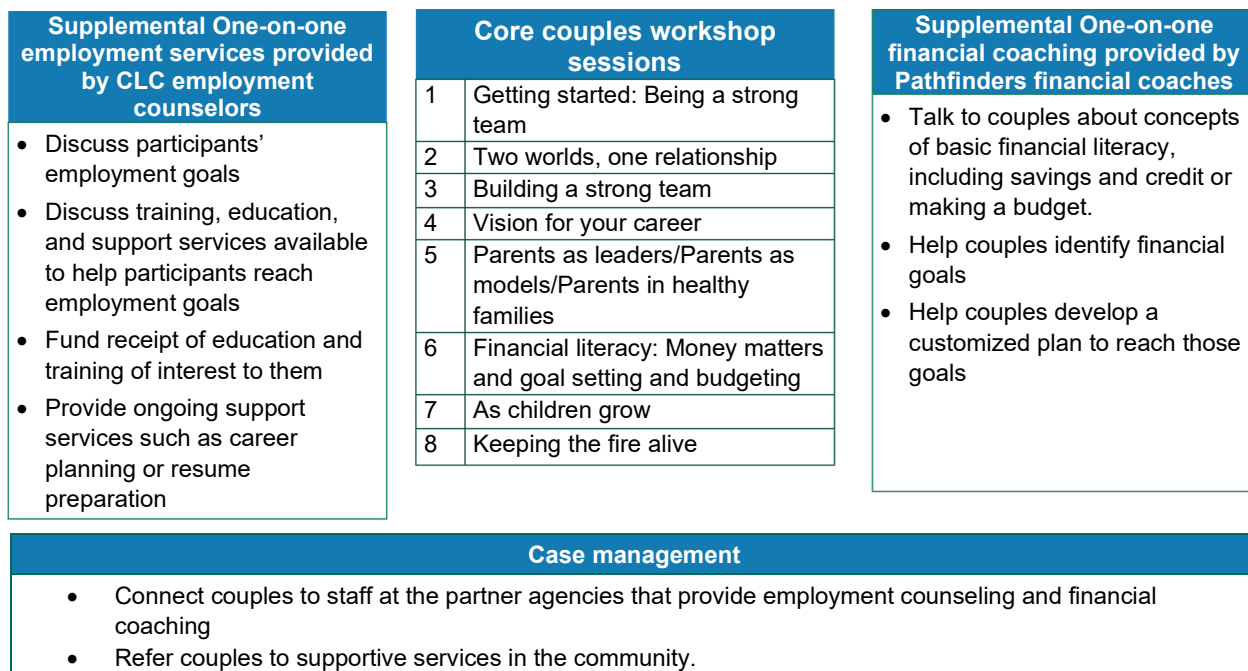 Supplemental One-on-one
employment services provided
by CLC employment
counselors
• Discuss participants'
employment goals
• Discuss training, education,
and support services available
to help participants reach
employment goals
• Fund receipt of education and
training of interest to them
• Provide ongoing support
services such as career
planning or resume
preparation
Core couples workshop
sessions
1 Getting started: Being a strong
team
2 Two worlds, one relationship
3 Building a strong team
4 Vision for your career
5 Parents as leaders/Parents as
models/Parents in healthy
families
6 Financial literacy: Money matters
and goal setting and budgeting
7 As children grow
8 Keeping the fire alive
Supplemental One-on-one
financial coaching provided by
Pathfinders financial coaches
• Talk to couples about concepts
of basic financial literacy,
including savings and credit or
making a budget.
• Help couples identify financial
goals
• Help couples develop a
customized plan to reach those
goals
Case management
• Connect couples to staff at the partner agencies that provide employment counseling and financial
coaching
• Refer couples to supportive services in the community.